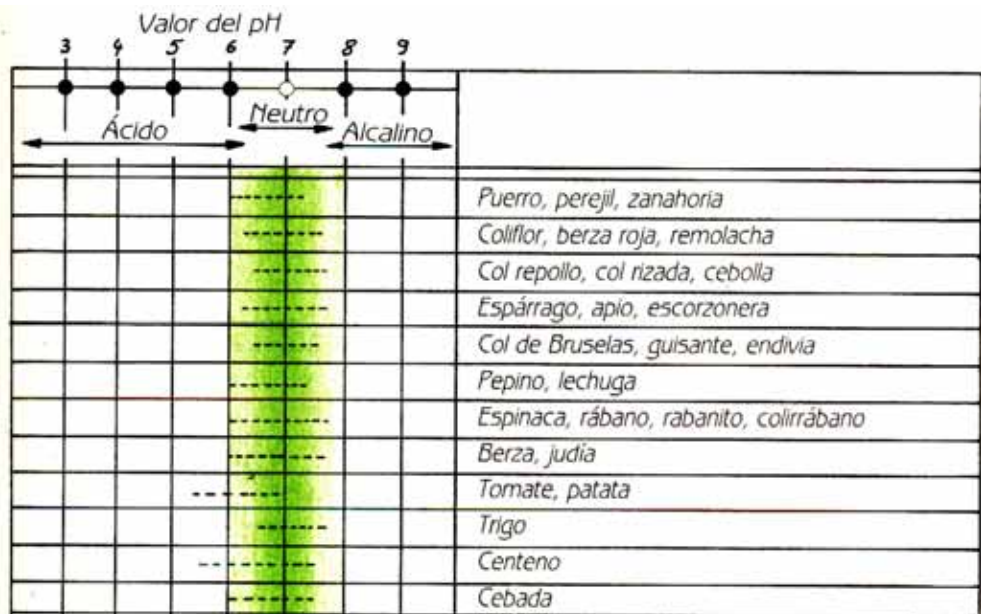 Valor del pH
3 4 5 6 7 8 9
Neutro
Ácido
Alcalino
Puerro, perejil, zanahoria
Coliflor, berza roja, remolacha
Col repollo, col rizada, cebolla
Espárrago, apio, escorzonera
Col de Bruselas, guisante, endivia
Pepino, lechuga
Espinaca, rábano, rabanito, colirrábano
Berza, judía
Tomate, patata
Trigo
Centeno
Cebada